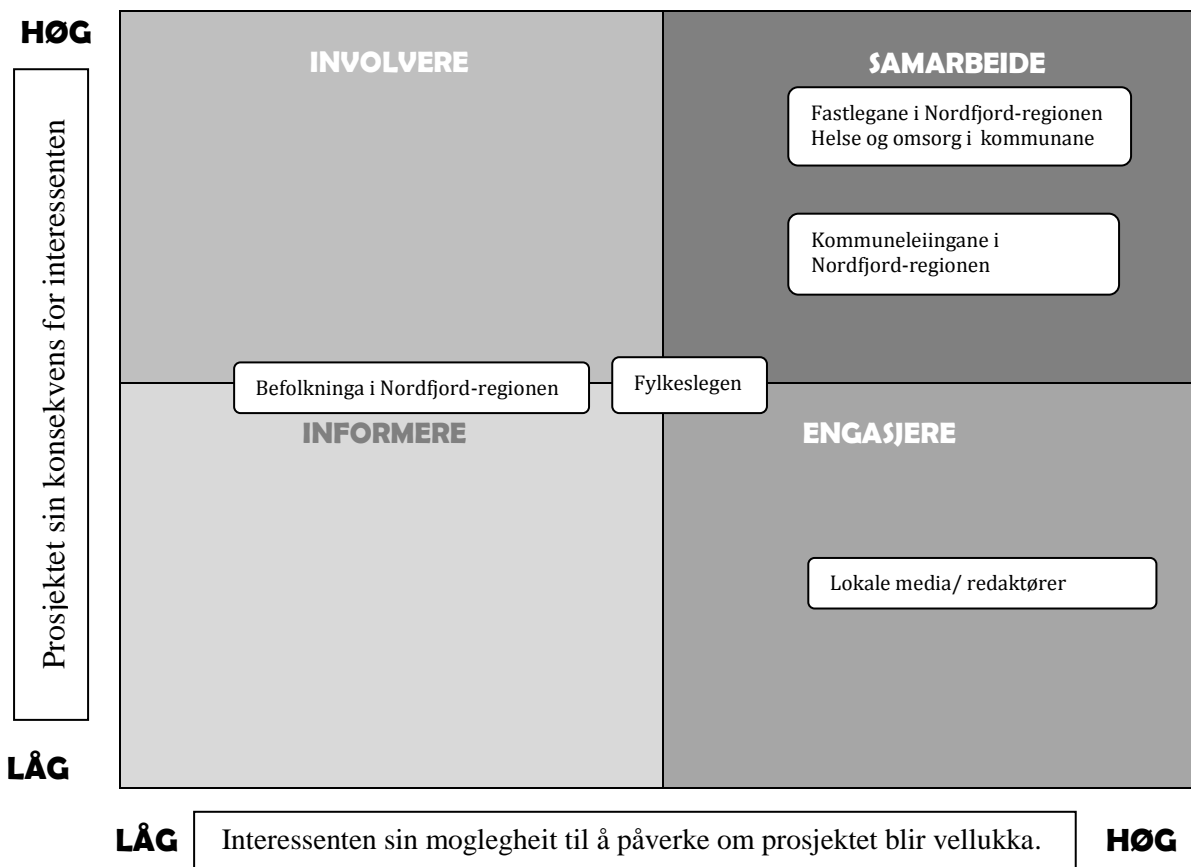 HØG
Prosjektet sin konsekvens for interessenten
LÅG
INVOLVERE
SAMARBEIDE
Fastlegane i Nordfjord-regionen
Helse og omsorg i kommunane
Kommuneleiingane i
Nordfjord-regionen
Befolkninga i Nordfjord-regionen
Fylkeslegen
INFORMERE
ENGASJERE
Lokale media/ redaktører
LÅG
Interessenten sin moglegheit til å påverke om prosjektet blir vellukka.
HØG